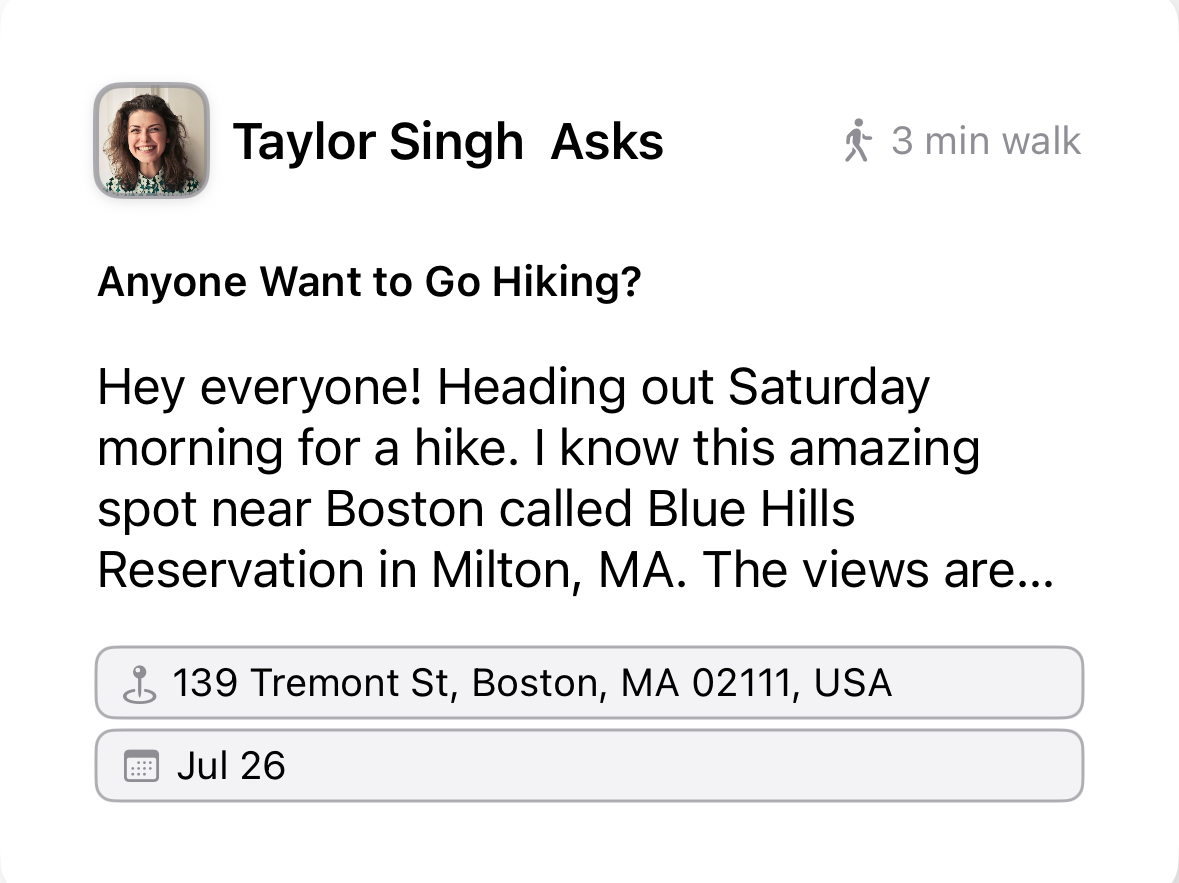 Taylor Singh Asks
3 min walk
Anyone Want to Go Hiking?
Hey everyone! Heading out Saturday
morning for a hike. I know this amazing
spot near Boston called Blue Hills
Reservation in Milton, MA. The views are...
139 Tremont St, Boston, MA 02111, USA
Jul 26